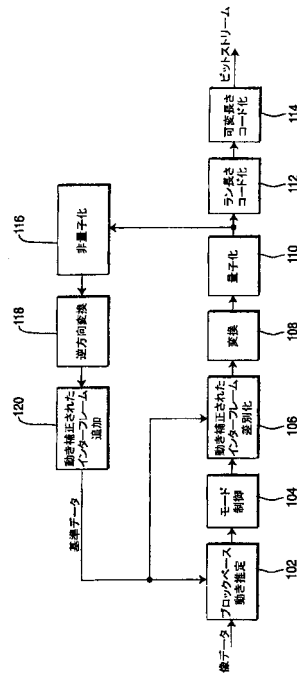 像データ
ブロックベース
動き推定
102
モード
制御
104
動き補正された
インターフレーム
差別化
106
変換
108
量子化
110
ラン長さ
コード化
112
可変長さ
コード化
114
ビットストリーム
非量子化
116
逆方向変換
118
動き補正された
インターフレーム
追加
120
基準データ